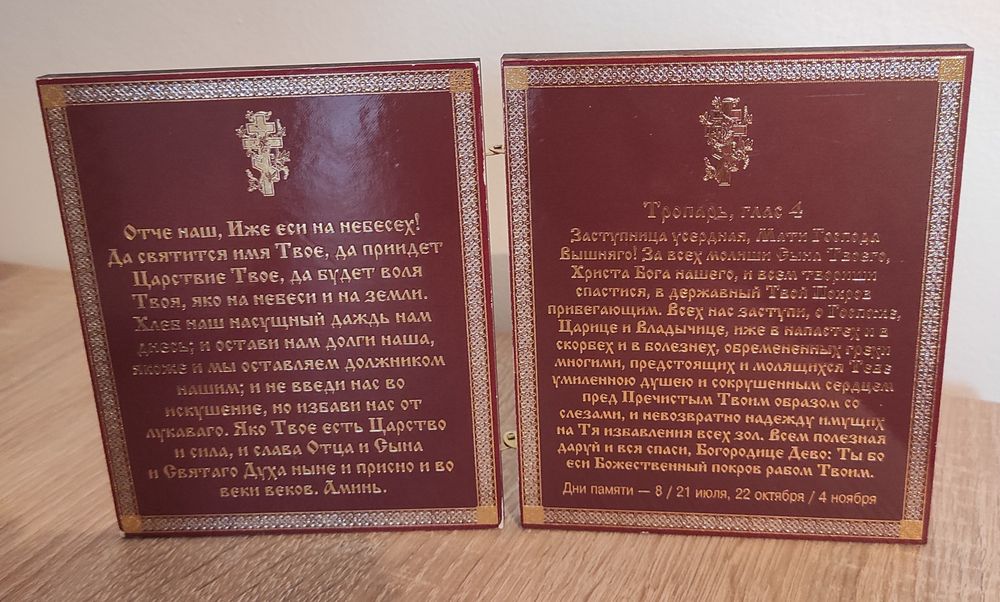 Отче наш, Иже еси на небесех!
Да святится имя Твое, да приидет
Царствие Твое, да будет воля
Твоя, яко на небеси и на земли.
Хлеб наш насущный даждь нам
днесь; и остави нам долги наша,
якоже и мы оставляем должником
нашим; и не введи нас во
искушение, но избави нас от
лукаваго. Яко Твое есть Царство
и сила, и слава Отца и Сына
и Святаго Духа ныне и присно и во
веки веков. Аминь.
Тропарь, глас 4
Заступница усердная, Мати Господа
Вышняго! За всех молиши Сына Твоего,
Христа Бога нашего, и всем твориши
спастися, в державный Твой Покров
прибегающим. Всех нас заступи, о Госпоже,
Царице и Владычице, иже в напастех и в
скорбех и в болезнех, обремененных грехи
многими, предстоящих и молящихся Тебе
умиленною душею и сокрушенным сердцем
пред Пречистым Твоим образом со
слезами, и невозвратно надежду имущих
на Тя избавления всех зол. Всем полезная
даруй и вся спаси, Богородице Дево: Ты бо
еси Божественный покров рабом Твоим.
Дни памяти — 8 / 21 июля, 22 октября / 4 ноября